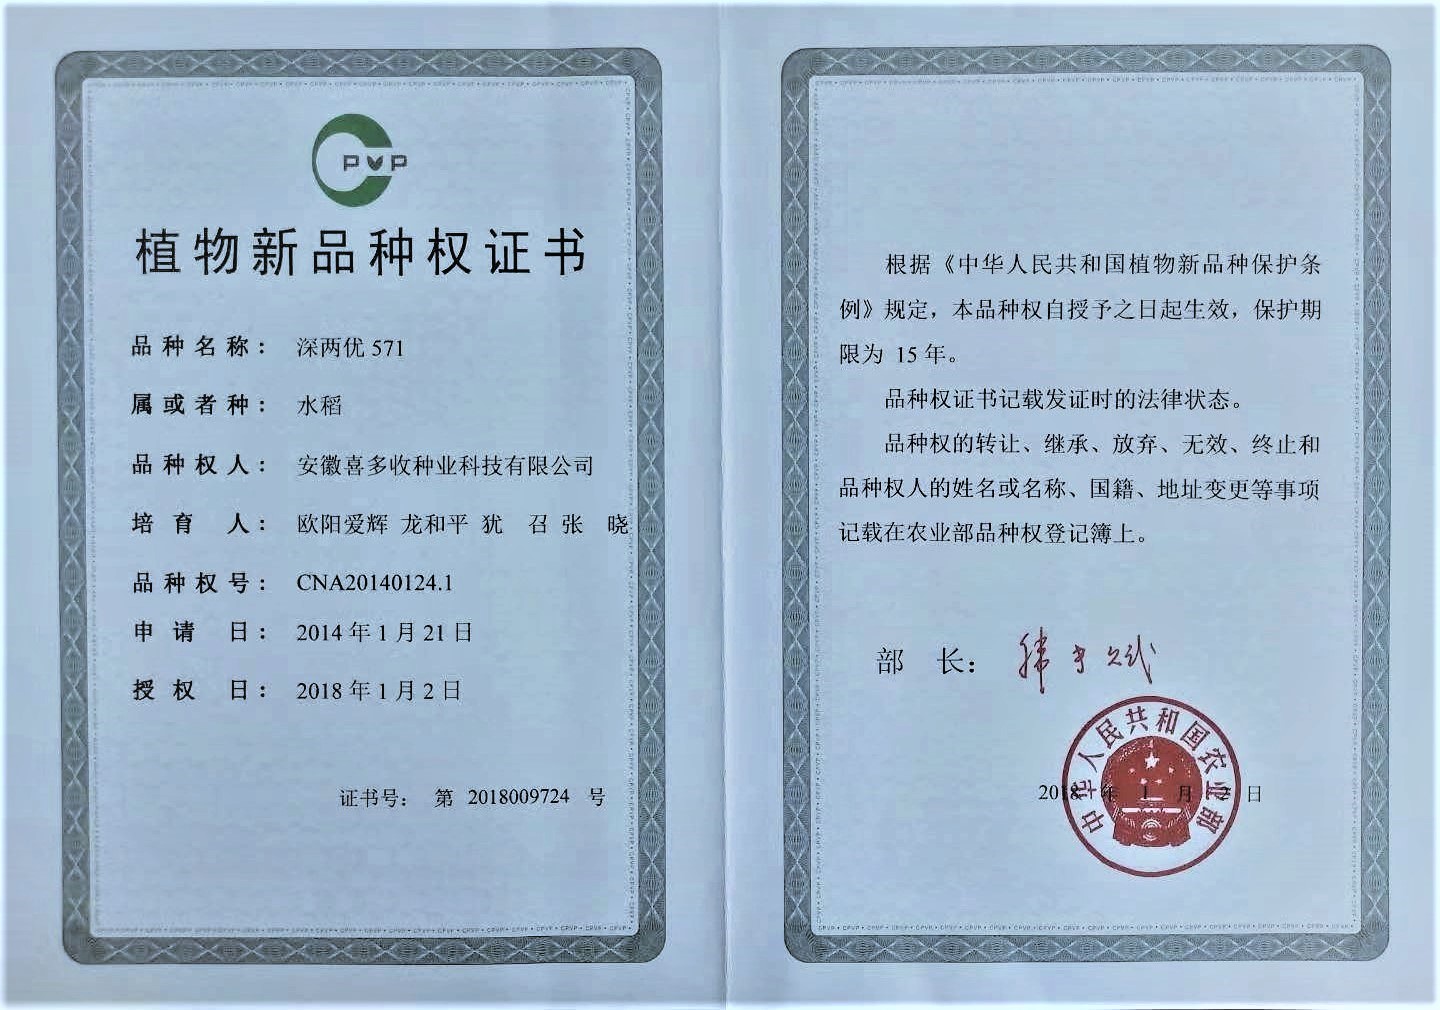 CPVP
植物新品种权证书
品种名称： 深两优 571
属或者种： 水稻
品种权人： 安徽喜多收种业科技有限公司
培育人： 欧阳爱辉 龙和平 犹 召 张 晓
品种权号： CNA20140124.1
申请日： 2014 年 1 月 21 日
授权日： 2018 年 1 月 2 日
证书号： 第 2018009724 号
根据《中华人民共和国植物新品种保护条
例》规定，本品种权自授予之日起生效，保护期
限为 15 年。
品种权证书记载发证时的法律状态。
品种权的转让、继承、放弃、无效、终止和
品种权人的姓名或名称、国籍、地址变更等事项
记载在农业部品种权登记簿上。
部 长：
中华人民共和国农业部
2018 年 1 月 2 日